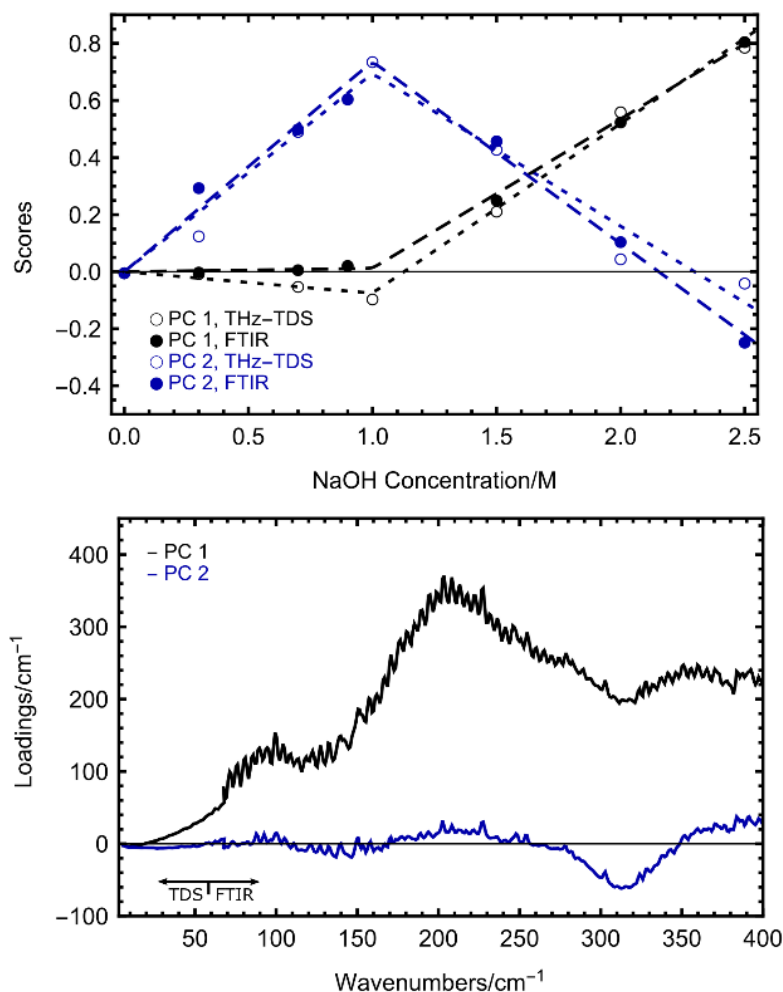 0.8
0.6
0.4
0.2
0.0
−0.2
−0.4
Scores
○ PC 1, THz−TDS
● PC 1, FTIR
○ PC 2, THz−TDS
● PC 2, FTIR
0.0 0.5 1.0 1.5 2.0 2.5
NaOH Concentration/M
400
300
200
100
0
−100
Loadings/cm⁻¹
− PC 1
− PC 2
TDS FTIR
50 100 150 200 250 300 350 400
Wavenumbers/cm⁻¹